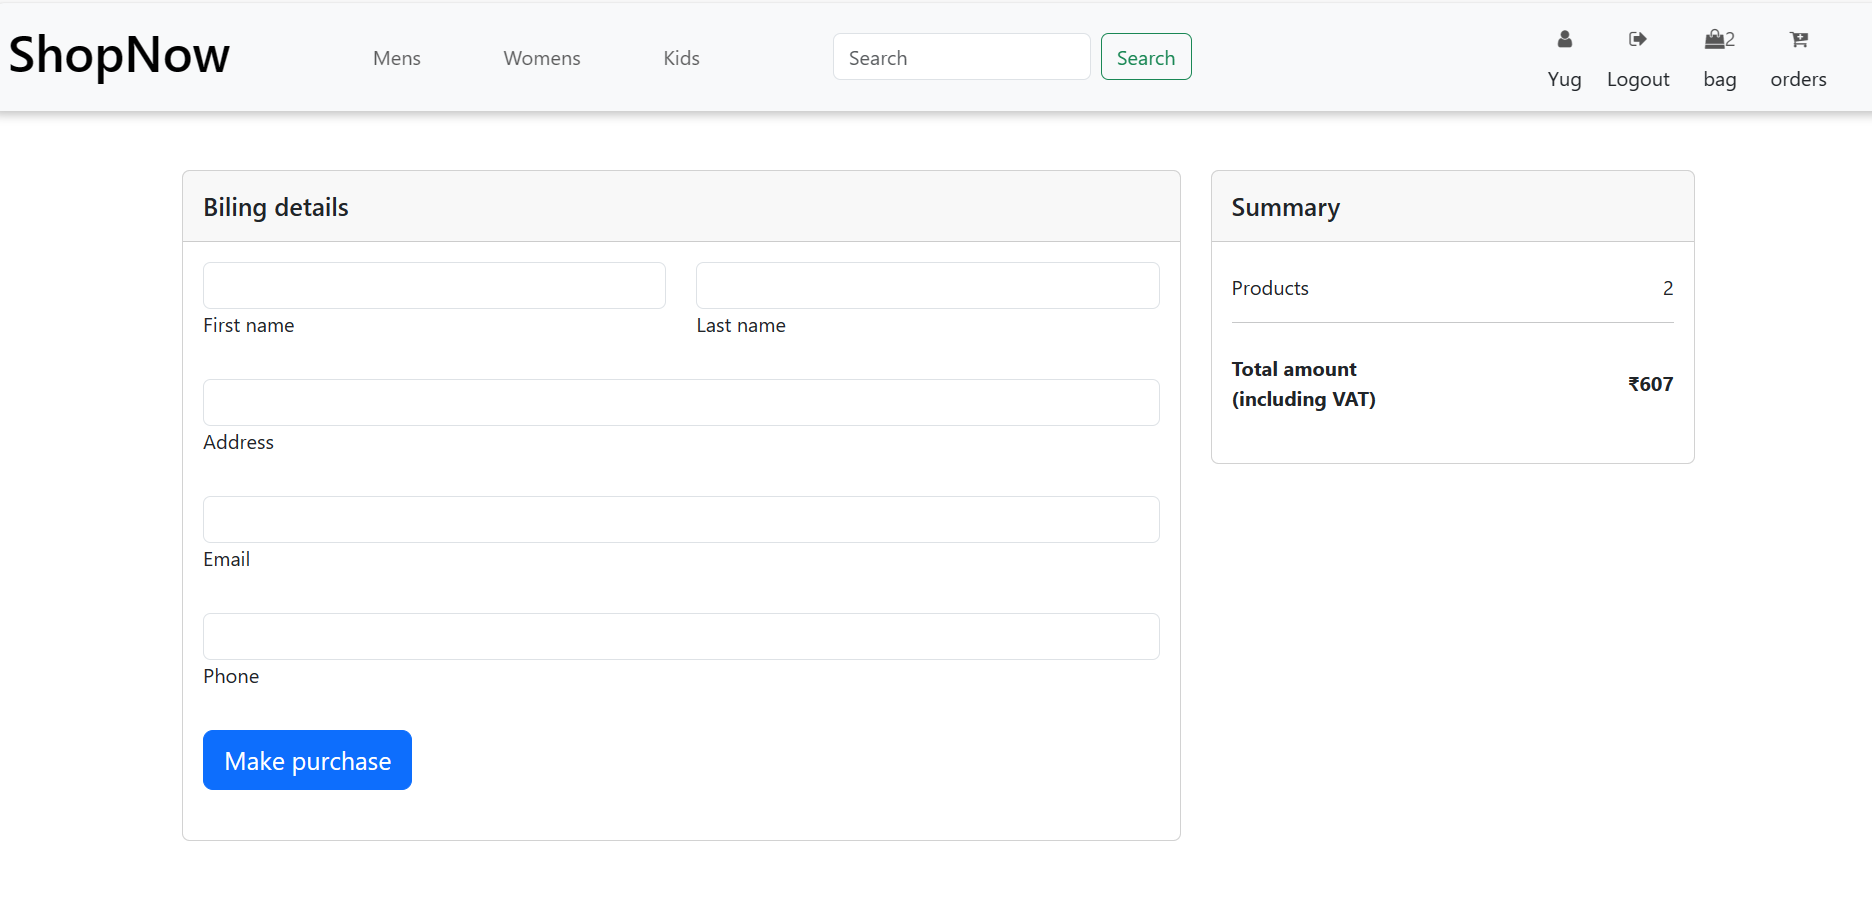 ShopNow
Mens Womens Kids Search Search
2
Yug Logout bag orders
Biling details
First name Last name
Address
Email
Phone
Make purchase
Summary
Products 2
Total amount
(including VAT) ₹607